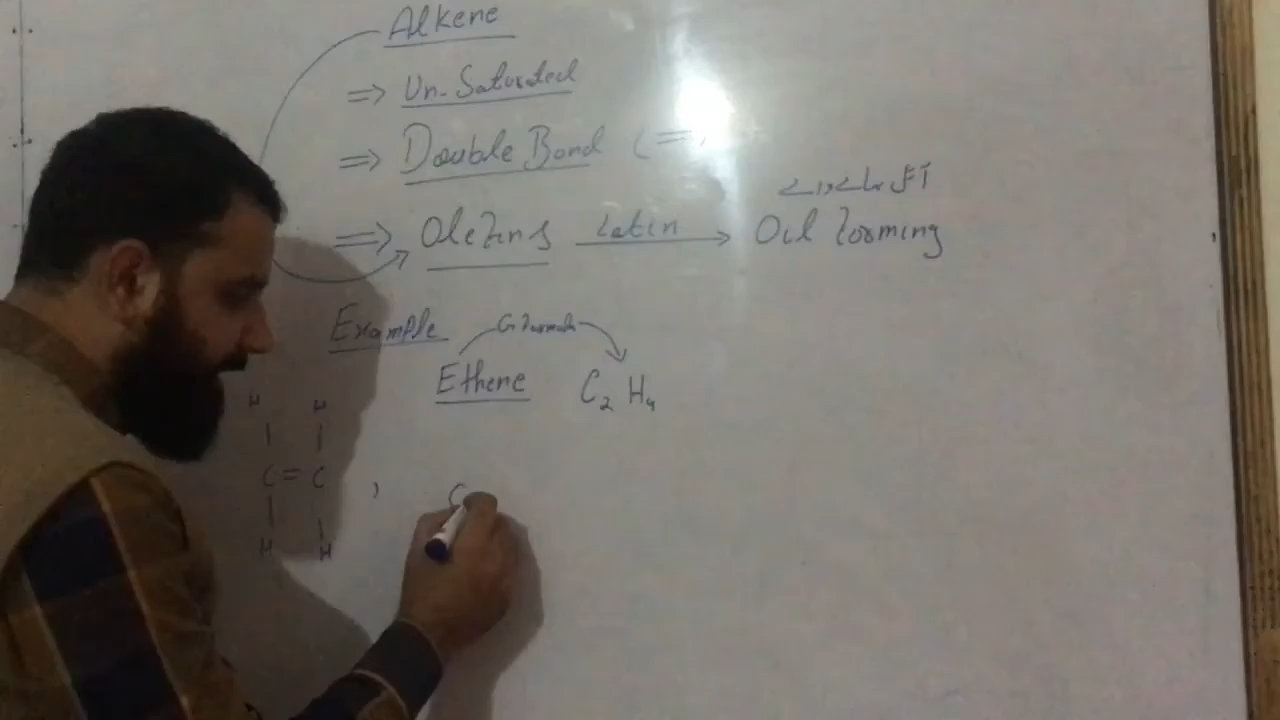 Alkene
=> Un-Saturated
=> Double Bond (=)
=> Olefins Latin Oil forming
Example
Ethene C2 H4
H H
C = C ,
H H
C